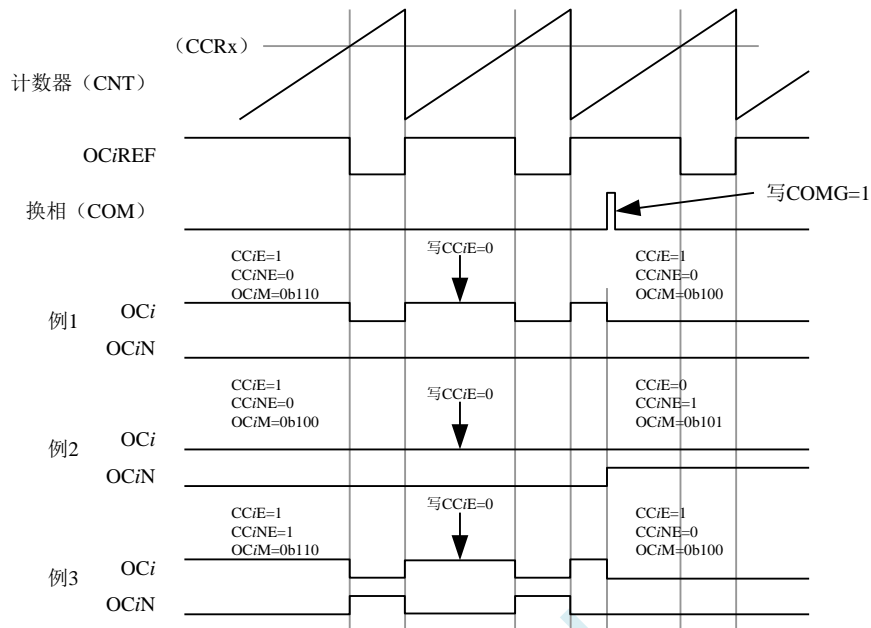 （CCRx）
计数器（CNT）
OCiREF
换相（COM）
写COMG=1
CCiE=1
CCiNE=0
OCiM=0b110
写CCiE=0
CCiE=1
CCiNE=0
OCiM=0b100
例1
OCi
OCiN
CCiE=1
CCiNE=0
OCiM=0b100
写CCiE=0
CCiE=0
CCiNE=1
OCiM=0b101
例2
OCi
OCiN
CCiE=1
CCiNE=1
OCiM=0b110
写CCiE=0
CCiE=1
CCiNE=0
OCiM=0b100
例3
OCi
OCiN